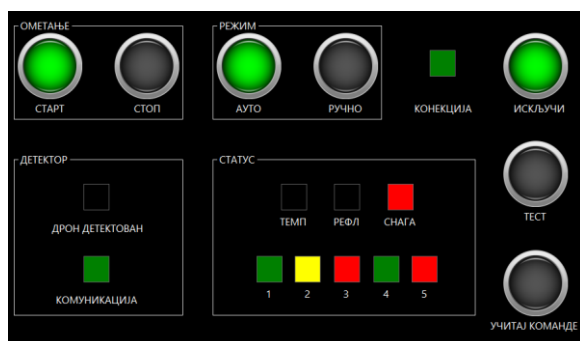 ОМЕТАЊЕ
СТАРТ
СТОП
РЕЖИМ
АУТО
РУЧНО
КОНЕКЦИЈА
ИСКЉУЧИ
ДЕТЕКТОР
ДРОН ДЕТЕКТОВАН
КОМУНИКАЦИЈА
СТАТУС
ТЕМП
РЕФЛ
СНАГА
1
2
3
4
5
ТЕСТ
УЧИТАЈ КОМАНДЕ